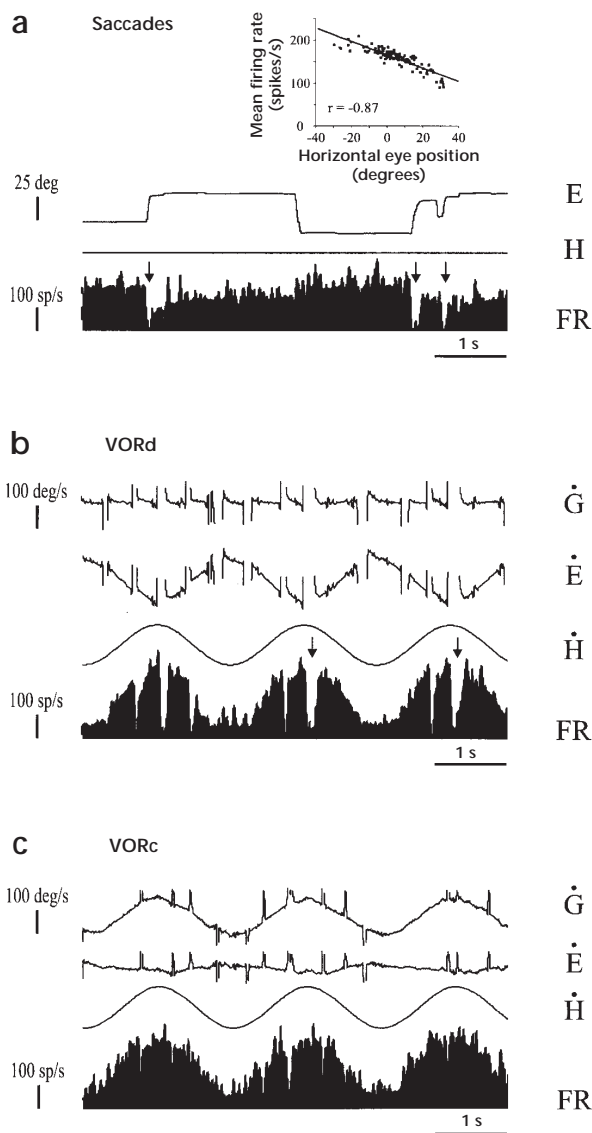 a
Saccades
Mean firing rate
(spikes/s)
200
100
0
r = -0.87
-40 -20 0 20 40
Horizontal eye position
(degrees)
25 deg
E
H
100 sp/s
FR
1 s
b
VORd
100 deg/s
Ġ
Ė
Ḣ
100 sp/s
FR
1 s
c
VORc
100 deg/s
Ġ
Ė
Ḣ
100 sp/s
FR
1 s